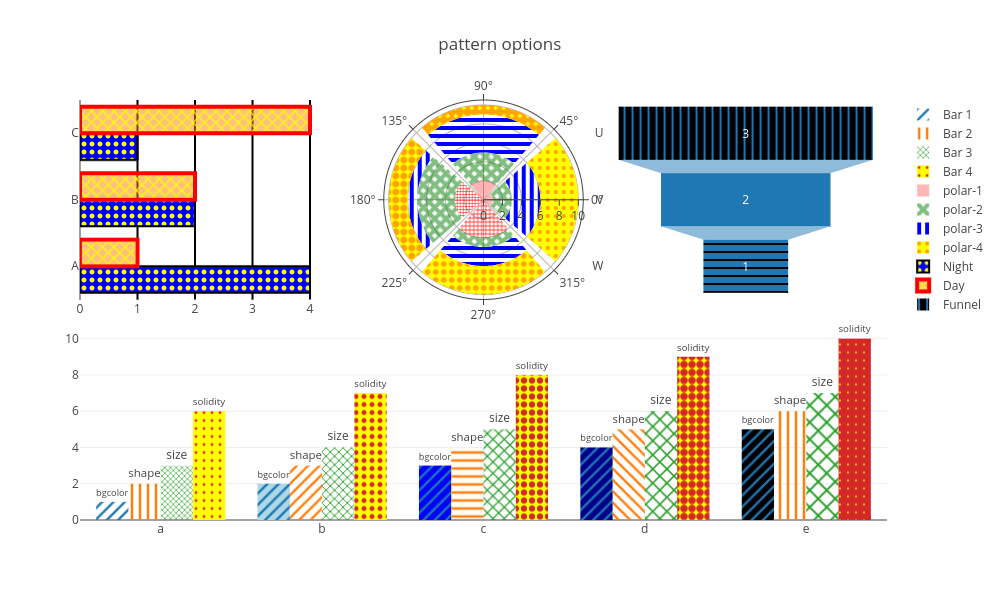 pattern options
C
B
A
0 1 2 3 4
90°
135° 45°
180° 0°
225° 315°
270°
0 2 4 6 8 10
U
W
3
2
1
Bar 1
Bar 2
Bar 3
Bar 4
polar-1
polar-2
polar-3
polar-4
Night
Day
Funnel
10
8
6
4
2
0
bgcolor shape size solidity
bgcolor shape size solidity
bgcolor shape size solidity
bgcolor shape size solidity
bgcolor shape size solidity
a b c d e